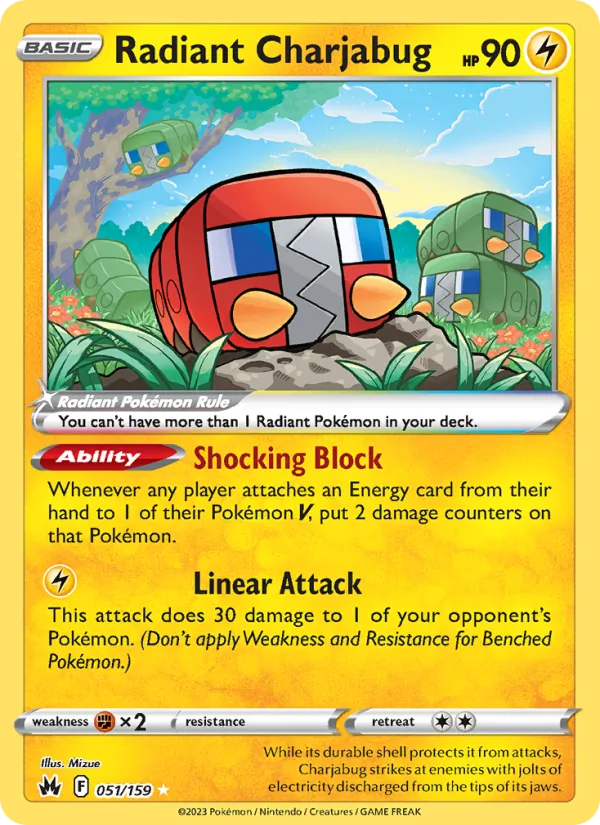 BASIC Radiant Charjabug HP 90
Radiant Pokémon Rule
You can't have more than 1 Radiant Pokémon in your deck.
Ability Shocking Block
Whenever any player attaches an Energy card from their
hand to 1 of their Pokémon V, put 2 damage counters on
that Pokémon.
Linear Attack
This attack does 30 damage to 1 of your opponent's
Pokémon. (Don't apply Weakness and Resistance for Benched
Pokémon.)
weakness ×2 resistance retreat
Illus. Mizue
While its durable shell protects it from attacks,
Charjabug strikes at enemies with jolts of
electricity discharged from the tips of its jaws.
F 051/159
©2023 Pokémon / Nintendo / Creatures / GAME FREAK